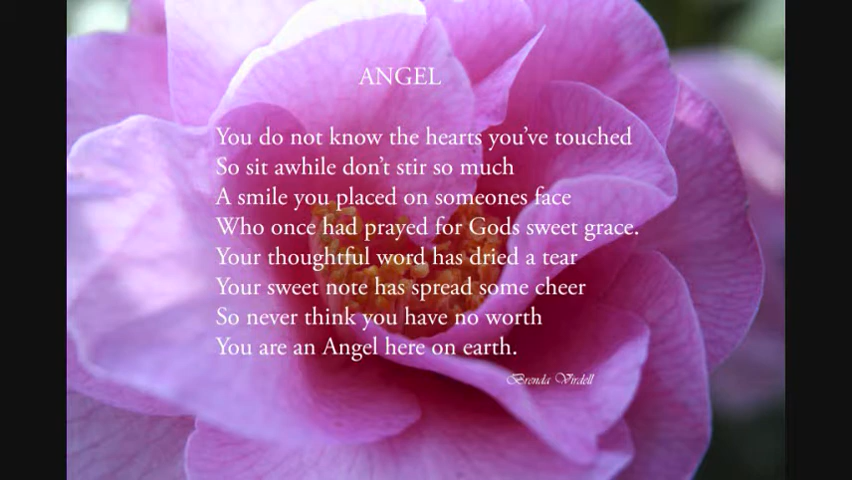 ANGEL
You do not know the hearts you've touched
So sit awhile don't stir so much
A smile you placed on someones face
Who once had prayed for Gods sweet grace.
Your thoughtful word has dried a tear
Your sweet note has spread some cheer
So never think you have no worth
You are an Angel here on earth.
Brenda Virdell